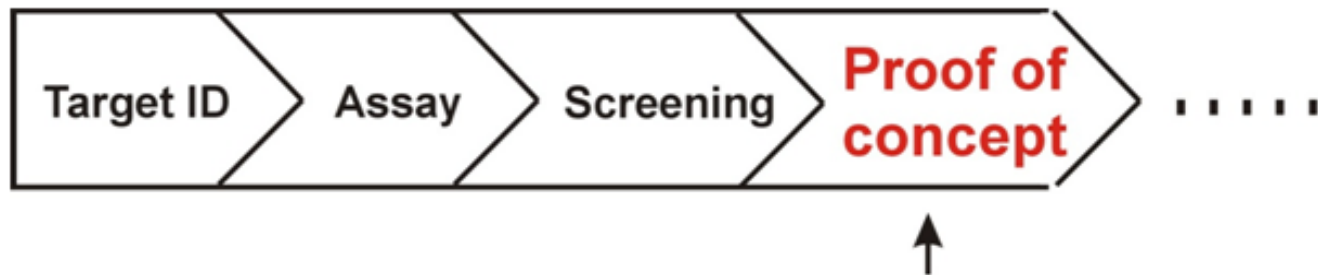 Target ID
Assay
Screening
Proof of
concept